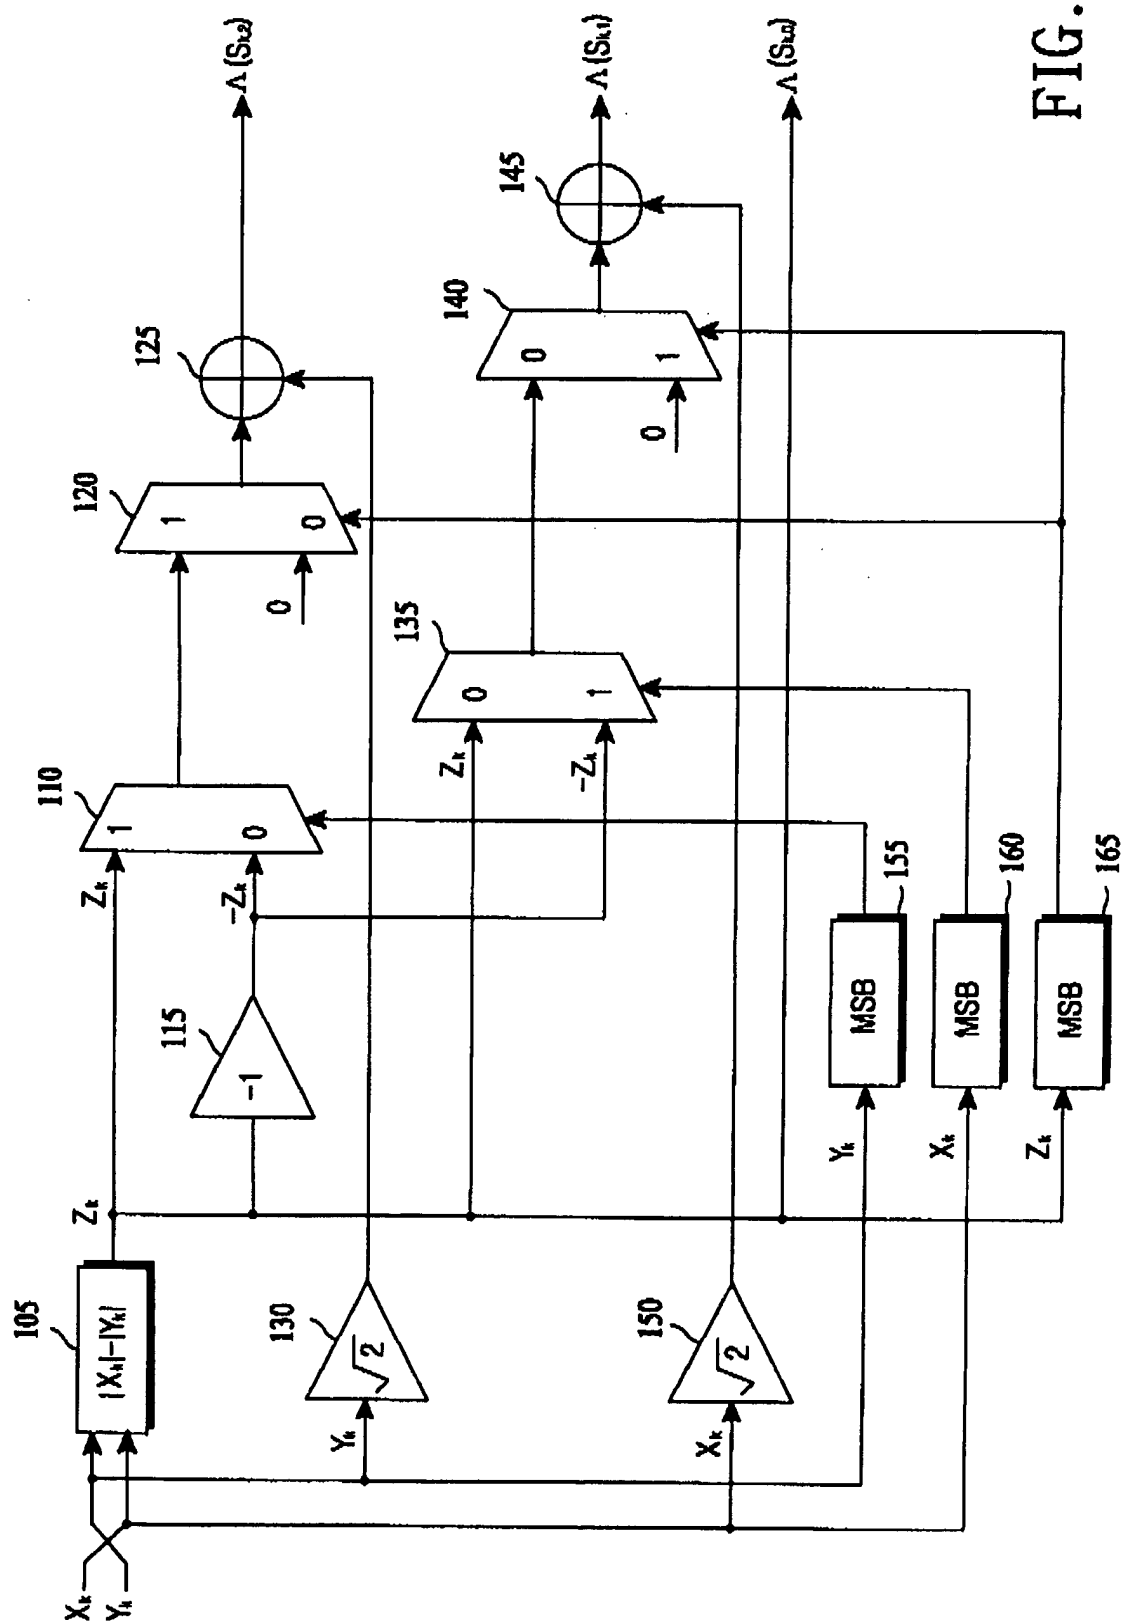 105
|Xk|-|Yk|
Xk
Yk
Zk
Zk
115
-1
-Zk
110
1
0
120
1
0
0
125
Λ(Sk,2)
130
√2
Yk
Zk
-Zk
135
0
1
140
0
1
0
145
Λ(Sk,1)
150
√2
Xk
Λ(Sk,0)
Yk
MSB
155
Xk
MSB
160
Zk
MSB
165
FIG.